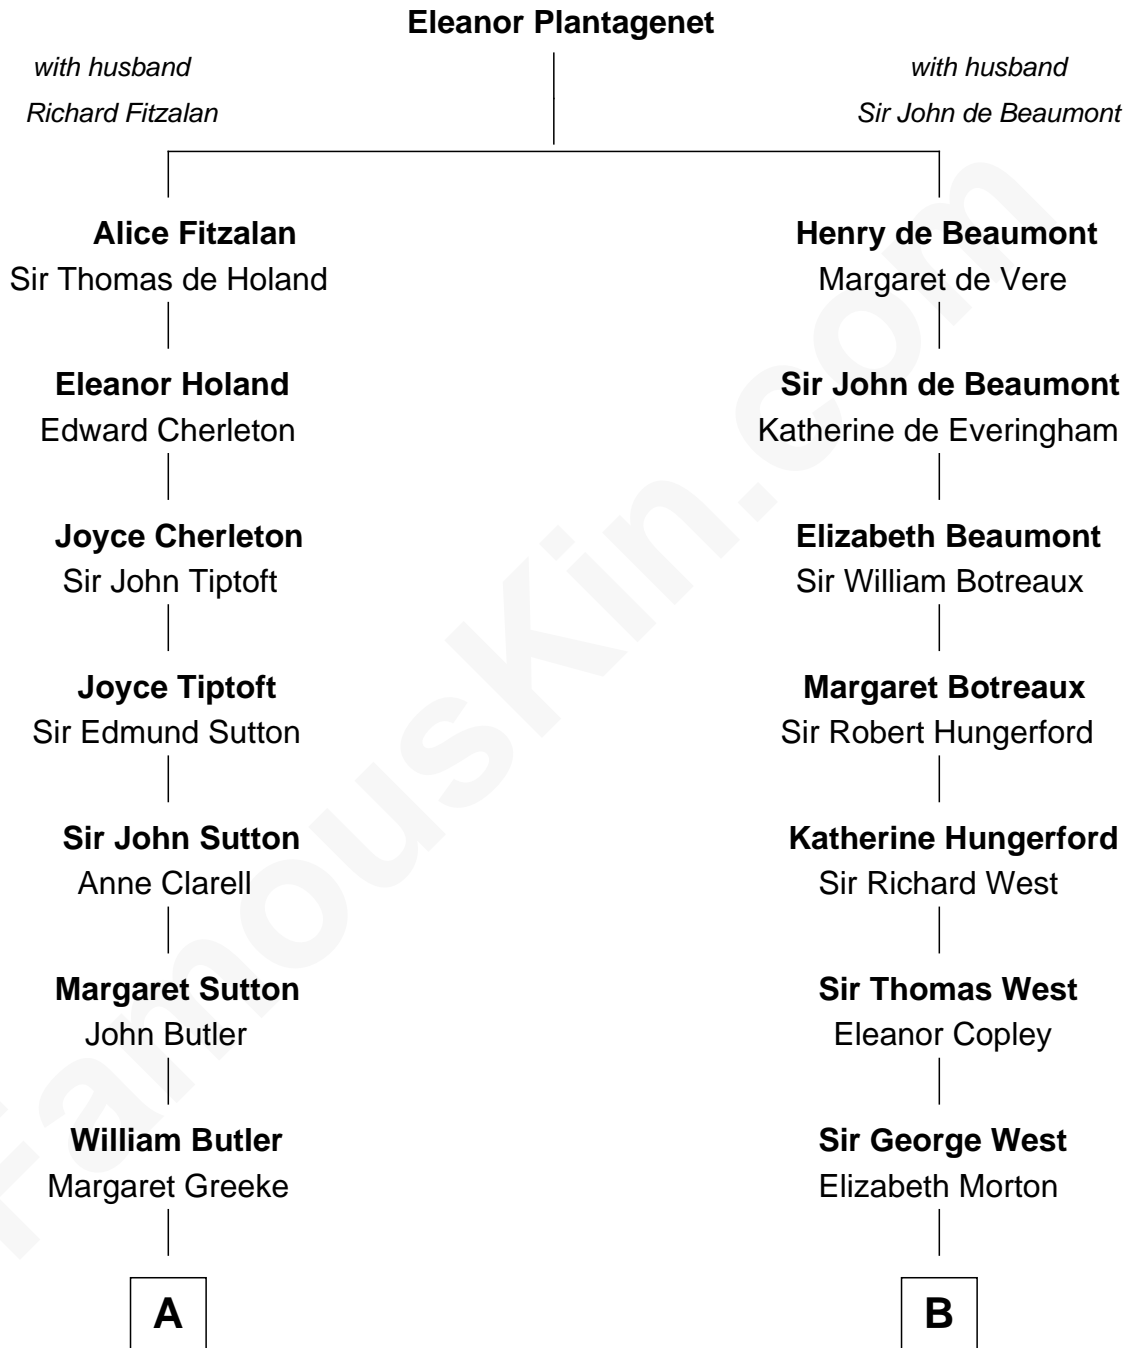 Eleanor Plantagenet
with husband
Richard Fitzalan
with husband
Sir John de Beaumont
Alice Fitzalan
Sir Thomas de Holand
Henry de Beaumont
Margaret de Vere
Eleanor Holand
Edward Cherleton
Sir John de Beaumont
Katherine de Everingham
Joyce Cherleton
Sir John Tiptoft
Elizabeth Beaumont
Sir William Botreaux
Joyce Tiptoft
Sir Edmund Sutton
Margaret Botreaux
Sir Robert Hungerford
Sir John Sutton
Anne Clarell
Katherine Hungerford
Sir Richard West
Margaret Sutton
John Butler
Sir Thomas West
Eleanor Copley
William Butler
Margaret Greeke
Sir George West
Elizabeth Morton
A
B
FamousKin.com